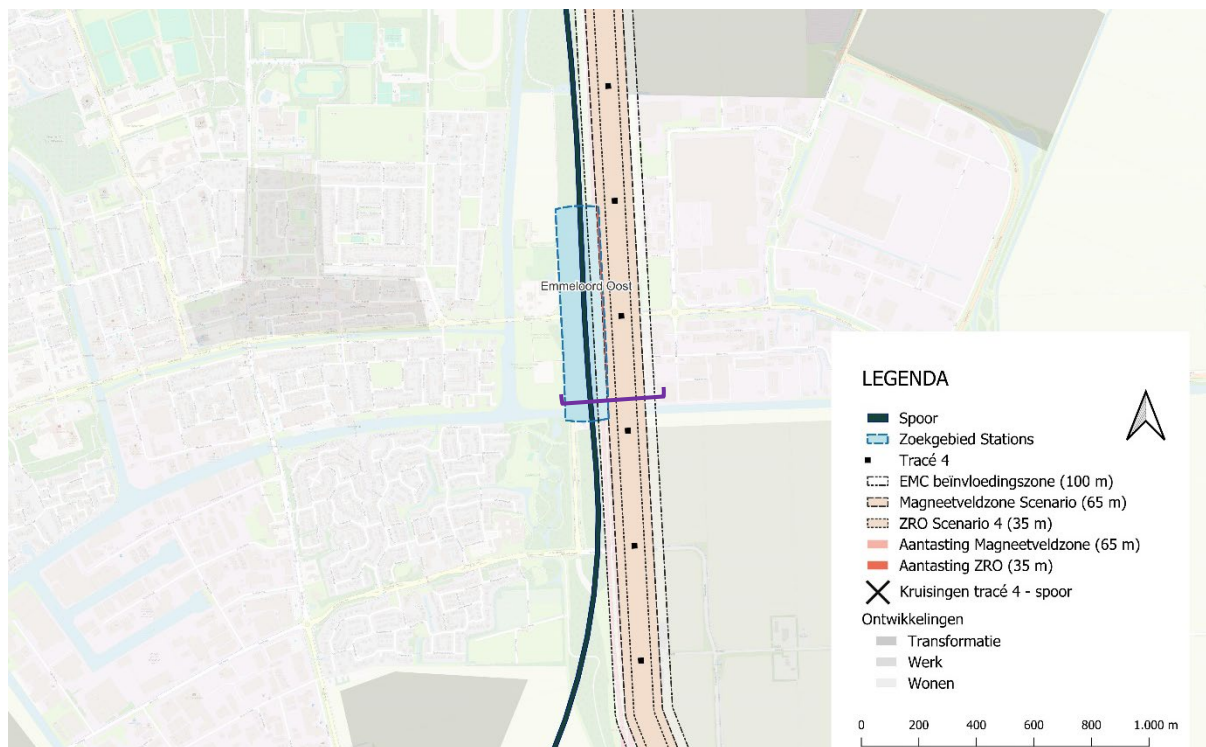 Emmeloord Oost
LEGENDA
Spoor
Zoekgebied Stations
Tracé 4
EMC beïnvloedingszone (100 m)
Magneetveldzone Scenario (65 m)
ZRO Scenario 4 (35 m)
Aantasting Magneetveldzone (65 m)
Aantasting ZRO (35 m)
Kruisingen tracé 4 - spoor
Ontwikkelingen
Transformatie
Werk
Wonen
0 200 400 600 800 1.000 m